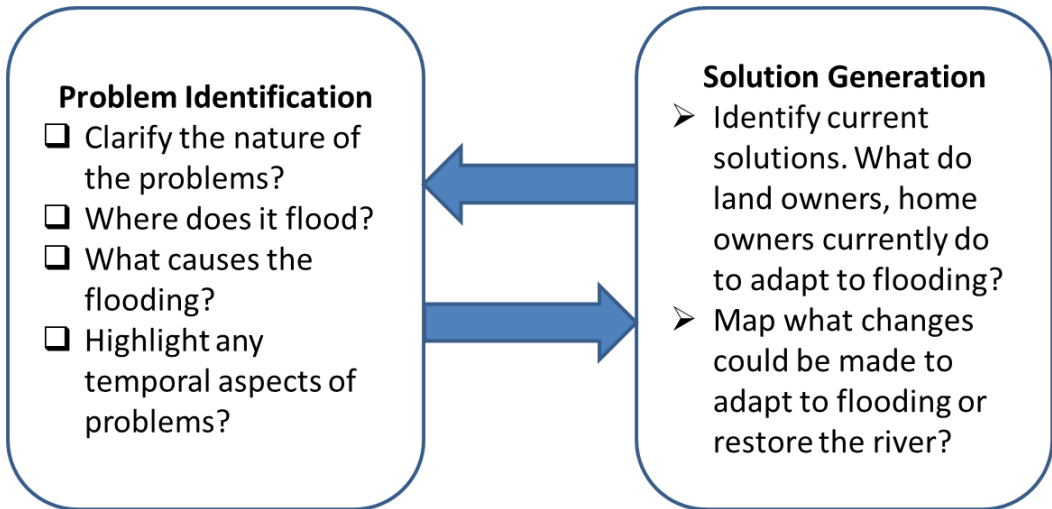 Problem Identification
❑ Clarify the nature of
the problems?
❑ Where does it flood?
❑ What causes the
flooding?
❑ Highlight any
temporal aspects of
problems?
Solution Generation
➢ Identify current
solutions. What do
land owners, home
owners currently do
to adapt to flooding?
➢ Map what changes
could be made to
adapt to flooding or
restore the river?